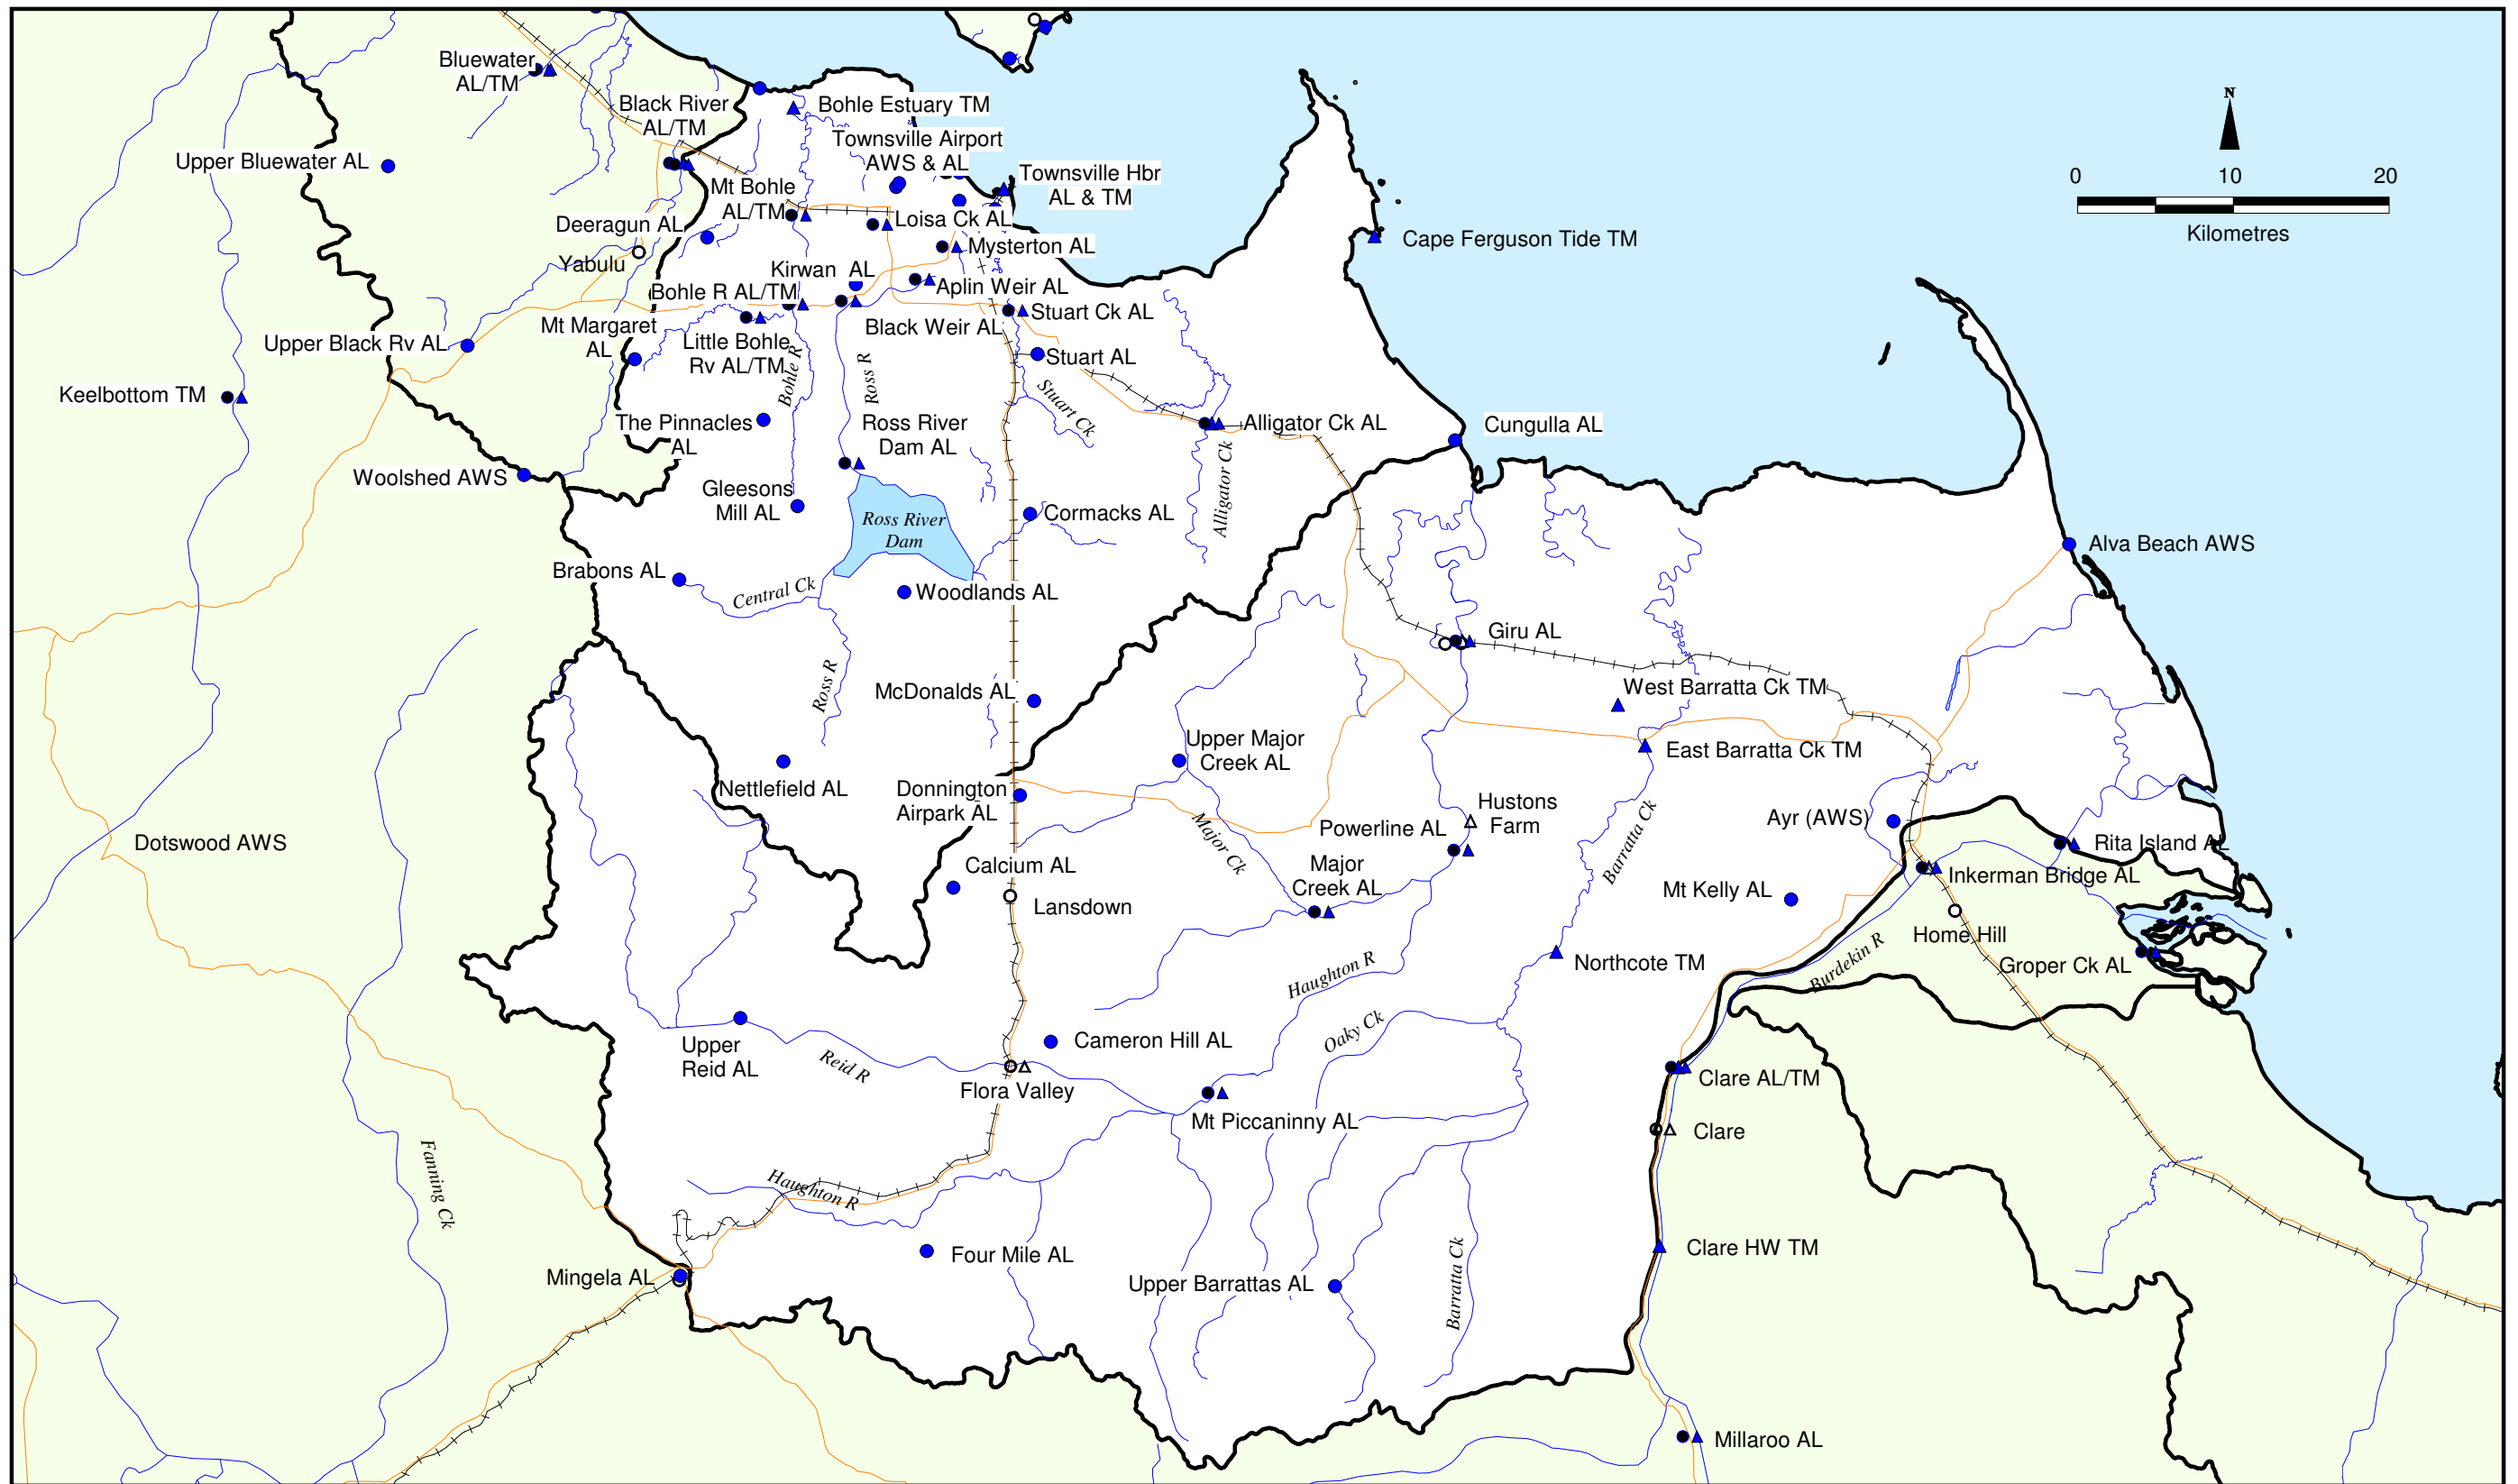 Bluewater
AL/TM
Black River
AL/TM
Bohle Estuary TM
Townsville Airport
AWS & AL
Upper Bluewater AL
Townsville Hbr
AL & TM
N
0 10 20
Kilometres
Mt Bohle
AL/TM
Deeragun AL
Loisa Ck AL
Mysterton AL
Cape Ferguson Tide TM
Yabulu
Kirwan AL
Bohle R AL/TM
Aplin Weir AL
Stuart Ck AL
Mt Margaret
AL
Black Weir AL
Upper Black Rv AL
Little Bohle
Rv AL/TM
Stuart AL
Bohle R
Ross R
Stuart Ck
Keelbottom TM
The Pinnacles
AL
Ross River
Dam AL
Alligator Ck AL
Cungulla AL
Woolshed AWS
Alligator Ck
Gleesons
Mill AL
Ross River
Dam
Cormacks AL
Alva Beach AWS
Brabons AL
Central Ck
Woodlands AL
Giru AL
Ross R
McDonalds AL
West Barratta Ck TM
Upper Major
Creek AL
East Barratta Ck TM
Nettlefield AL
Donnington
Airpark AL
Hustons
Farm
Powerline AL
Ayr (AWS)
Major Ck
Barratta Ck
Dotswood AWS
Rita Island AL
Calcium AL
Major
Creek AL
Inkerman Bridge AL
Mt Kelly AL
Lansdown
Home Hill
Northcote TM
Groper Ck AL
Haughton R
Burdekin R
Oaky Ck
Upper
Reid AL
Reid R
Cameron Hill AL
Flora Valley
Clare AL/TM
Mt Piccaninny AL
Clare
Fanning Ck
Haughton R
Four Mile AL
Clare HW TM
Mingela AL
Upper Barrattas AL
Barratta Ck
Millaroo AL